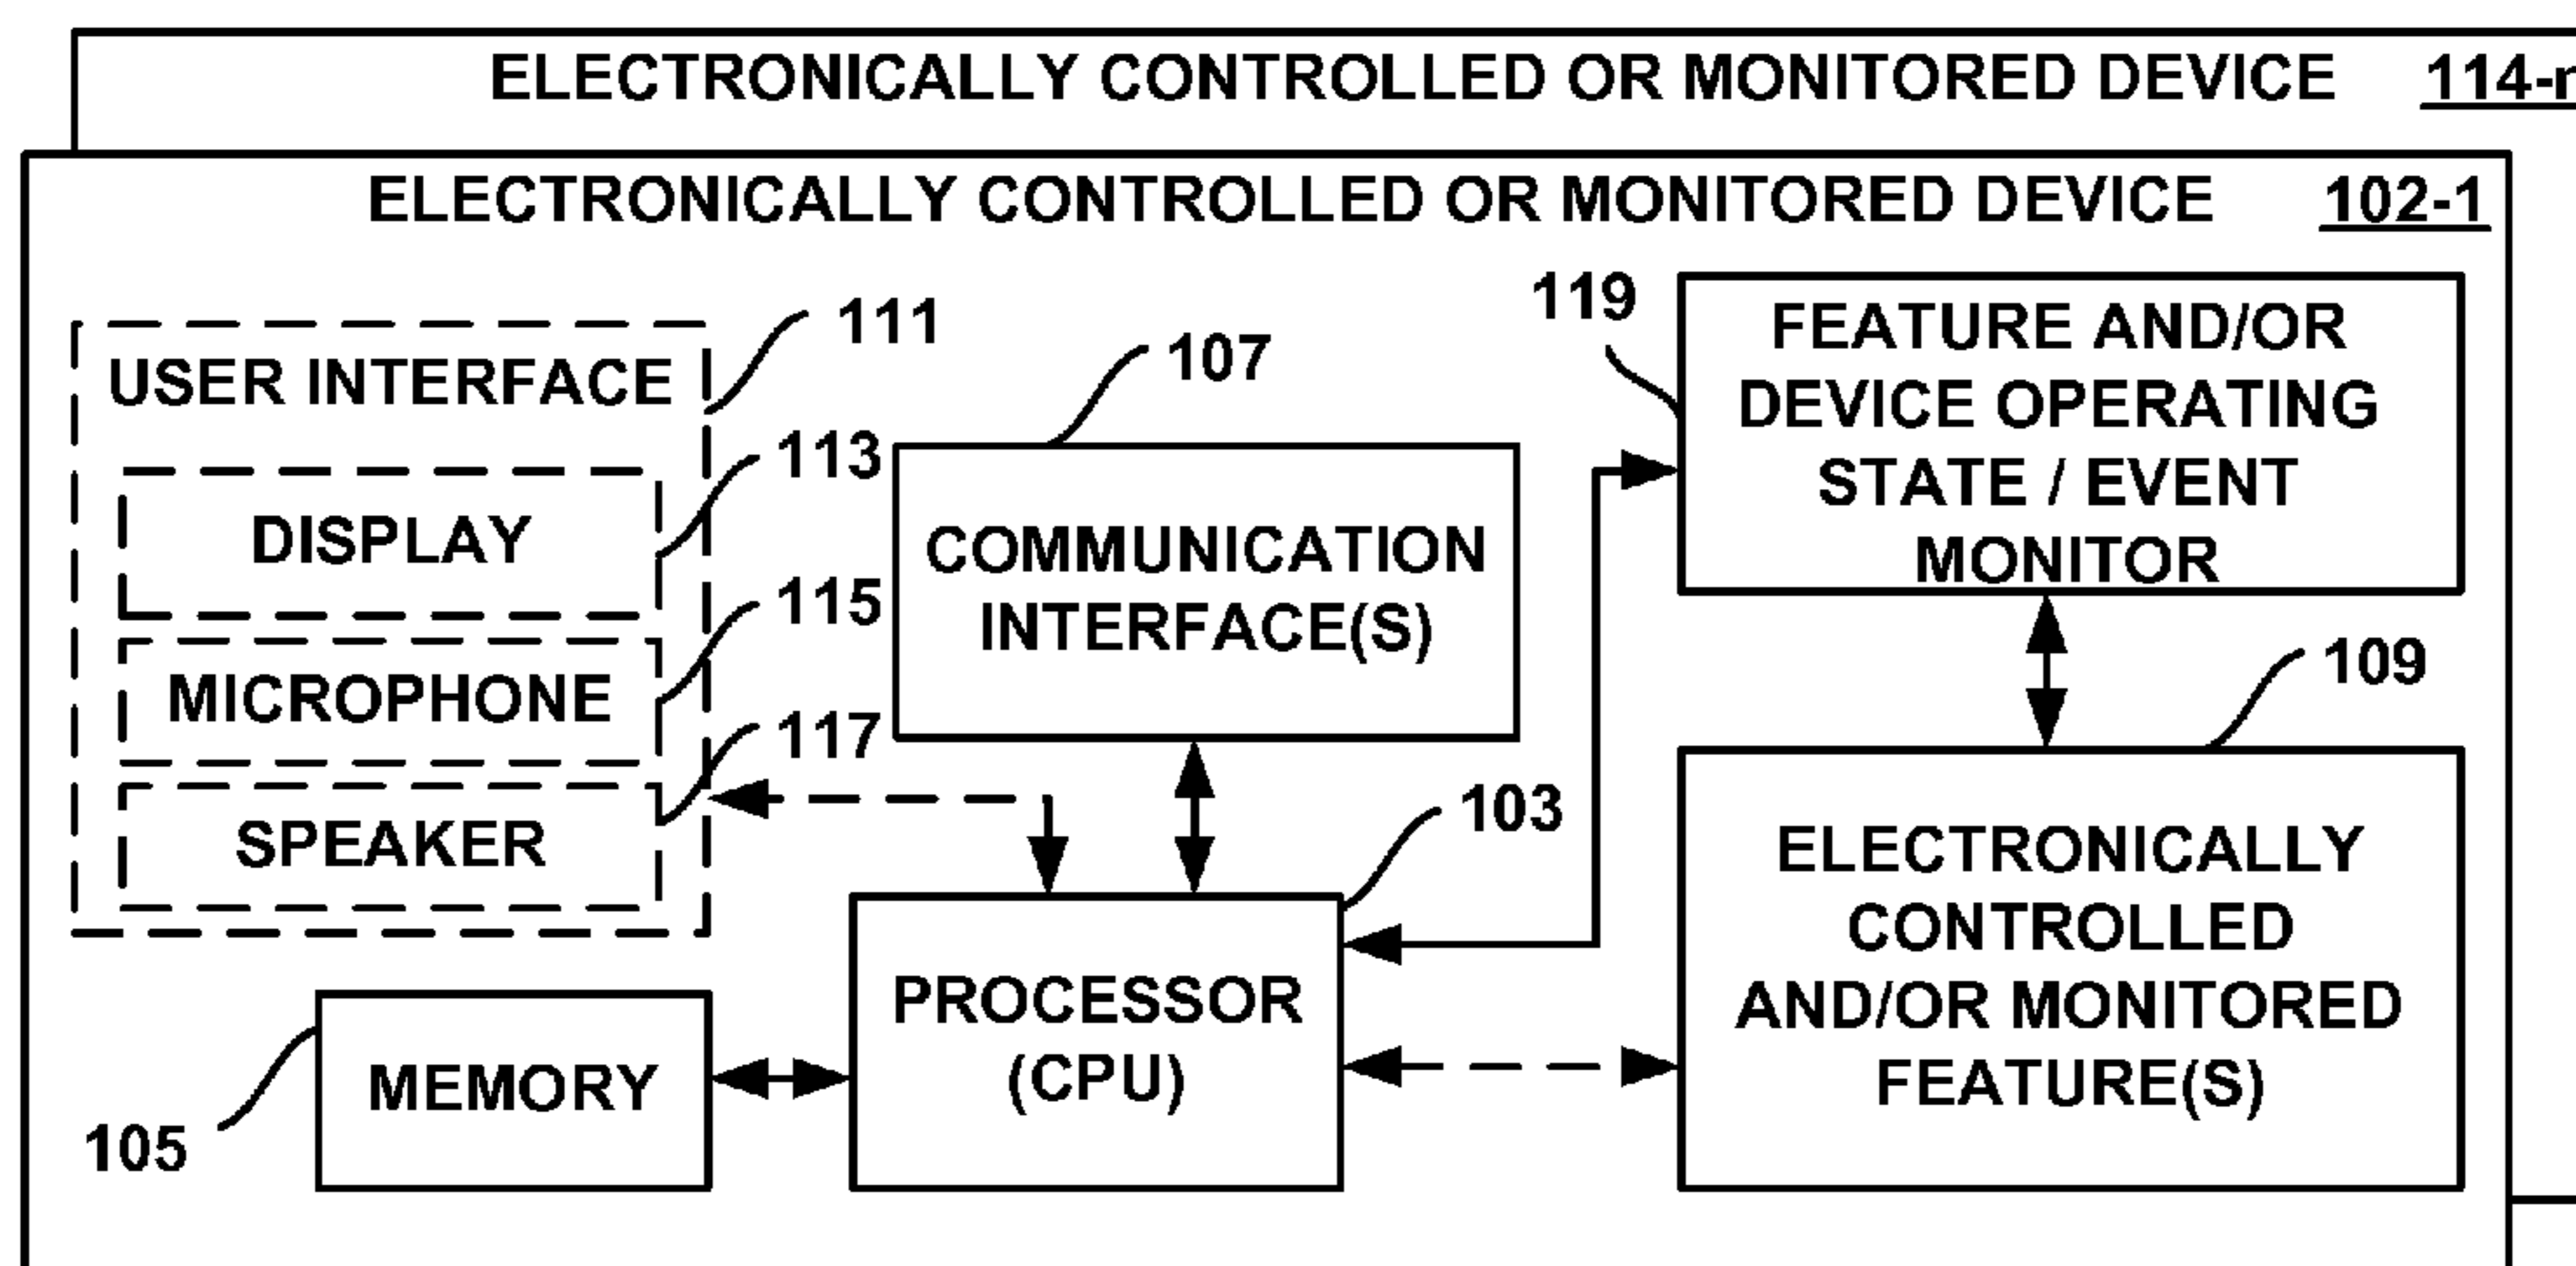 ELECTRONICALLY CONTROLLED OR MONITORED DEVICE 114-n
ELECTRONICALLY CONTROLLED OR MONITORED DEVICE 102-1
111
USER INTERFACE
113
DISPLAY
115
MICROPHONE
117
SPEAKER
107
COMMUNICATION
INTERFACE(S)
119
FEATURE AND/OR
DEVICE OPERATING
STATE / EVENT
MONITOR
109
ELECTRONICALLY
CONTROLLED
AND/OR MONITORED
FEATURE(S)
103
PROCESSOR
(CPU)
MEMORY
105